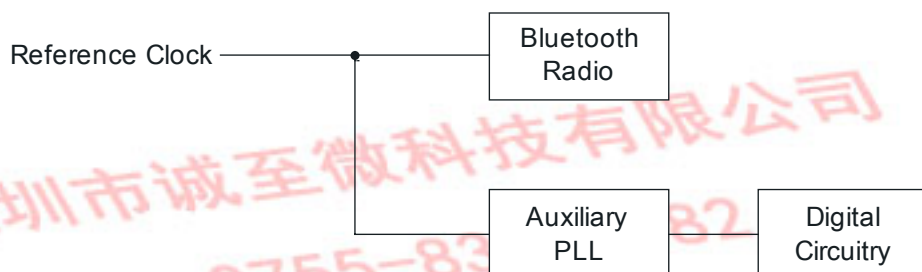 Reference Clock
Bluetooth
Radio
圳市诚至微科技有限公司
Auxiliary
PLL
Digital
Circuitry